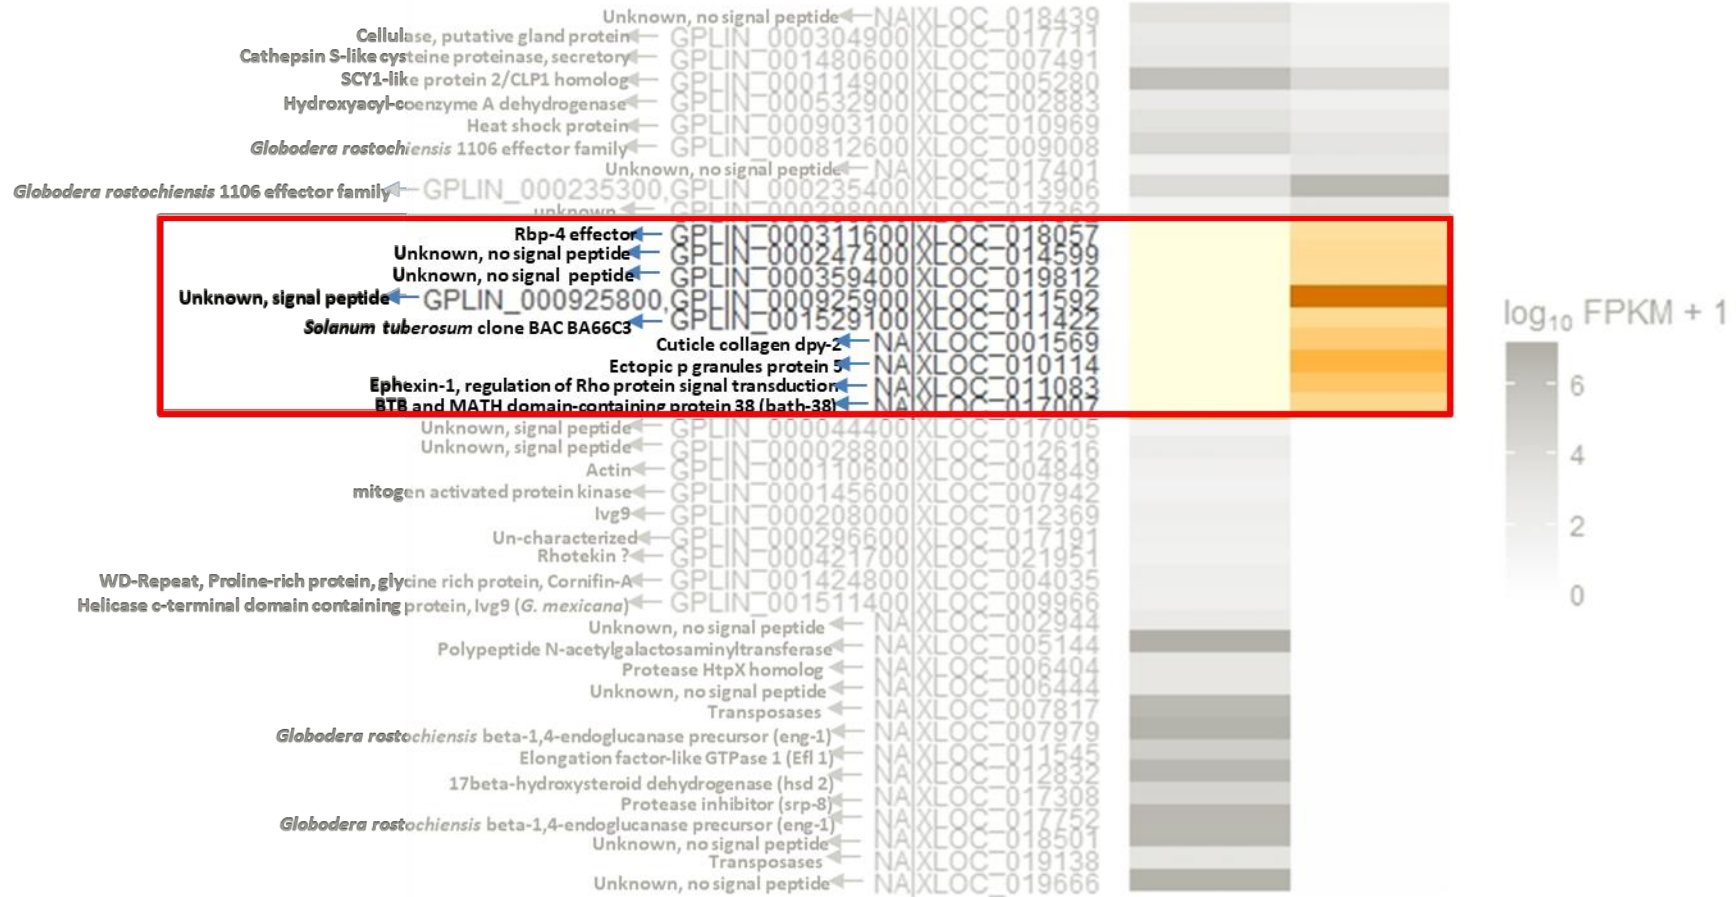 Unknown, no signal peptide NA|XLOC_018439
Cellulase, putative gland protein GPLIN_000304900|XLOC_017711
Cathepsin S-like cysteine proteinase, secretory GPLIN_001480600|XLOC_007491
SCY1-like protein 2/CLP1 homolog GPLIN_000114900|XLOC_005283
Hydroxyacyl-coenzyme A dehydrogenase GPLIN_000532900|XLOC_002882
Heat shock protein GPLIN_000903100|XLOC_010969
Globodera rostochiensis 1106 effector family GPLIN_000812600|XLOC_009008
Unknown, no signal peptide NA|XLOC_017401
Globodera rostochiensis 1106 effector family GPLIN_000235300,GPLIN_000235400|XLOC_013904
unknown
Rbp-4 effector GPLIN_000311600|XLOC_018057
Unknown, no signal peptide GPLIN_000247400|XLOC_014599
Unknown, no signal peptide GPLIN_000359400|XLOC_019812
Unknown, signal peptide GPLIN_000925800,GPLIN_000925900|XLOC_011592
Solanum tuberosum clone BAC BA66C3 GPLIN_001529100|XLOC_011422
Cuticle collagen dpy-2 NA|XLOC_001569
Ectopic p granules protein 5 NA|XLOC_010114
Ephexin-1, regulation of Rho protein signal transduction NA|XLOC_011083
BTB and MATH domain-containing protein 38 (bath-38) NA|XLOC_017007
Unknown, signal peptide GPLIN_000044400|XLOC_017005
Unknown, signal peptide GPLIN_000028800|XLOC_012616
Actin GPLIN_000110600|XLOC_004849
mitogen activated protein kinase GPLIN_000145600|XLOC_007942
Ivg9 GPLIN_000208000|XLOC_012369
Un-characterized GPLIN_000296600|XLOC_017191
Rhotekin ? GPLIN_000421700|XLOC_021951
WD-Repeat, Proline-rich protein, glycine rich protein, Cornifin-A
Helicase c-terminal domain containing protein, Ivg9 (G. mexicana) GPLIN_001511400|XLOC_009966
Unknown, no signal peptide NA|XLOC_002944
Polypeptide N-acetylgalactosaminyltransferase NA|XLOC_005144
Protease HtpX homolog NA|XLOC_006404
Unknown, no signal peptide NA|XLOC_006444
Transposases NA|XLOC_007817
Globodera rostochiensis beta-1,4-endoglucanase precursor (eng-1) NA|XLOC_007979
Elongation factor-like GTPase 1 (Efl 1) NA|XLOC_011545
17beta-hydroxysteroid dehydrogenase (hsd 2) NA|XLOC_012832
Protease inhibitor (srp-8) NA|XLOC_017308
Globodera rostochiensis beta-1,4-endoglucanase precursor (eng-1) NA|XLOC_017752
Unknown, no signal peptide NA|XLOC_018501
Transposases NA|XLOC_019138
Unknown, no signal peptide NA|XLOC_019666
log10 FPKM + 1
6
4
2
0